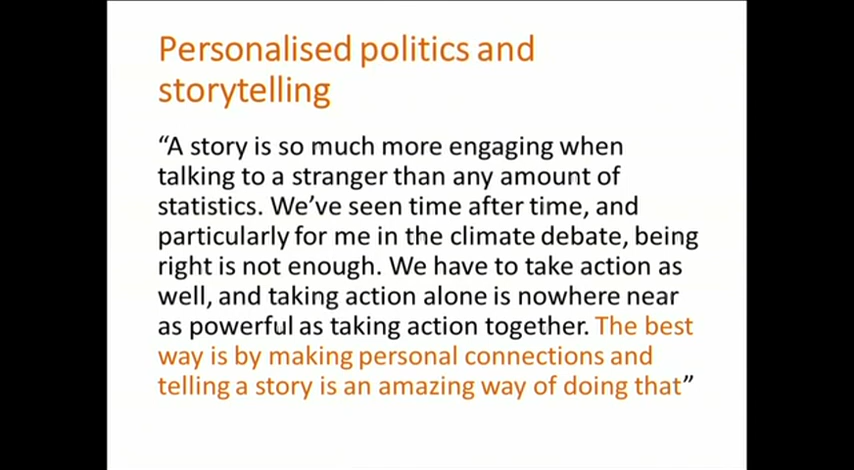 Personalised politics and
storytelling
“A story is so much more engaging when
talking to a stranger than any amount of
statistics. We’ve seen time after time, and
particularly for me in the climate debate, being
right is not enough. We have to take action as
well, and taking action alone is nowhere near
as powerful as taking action together. The best
way is by making personal connections and
telling a story is an amazing way of doing that”